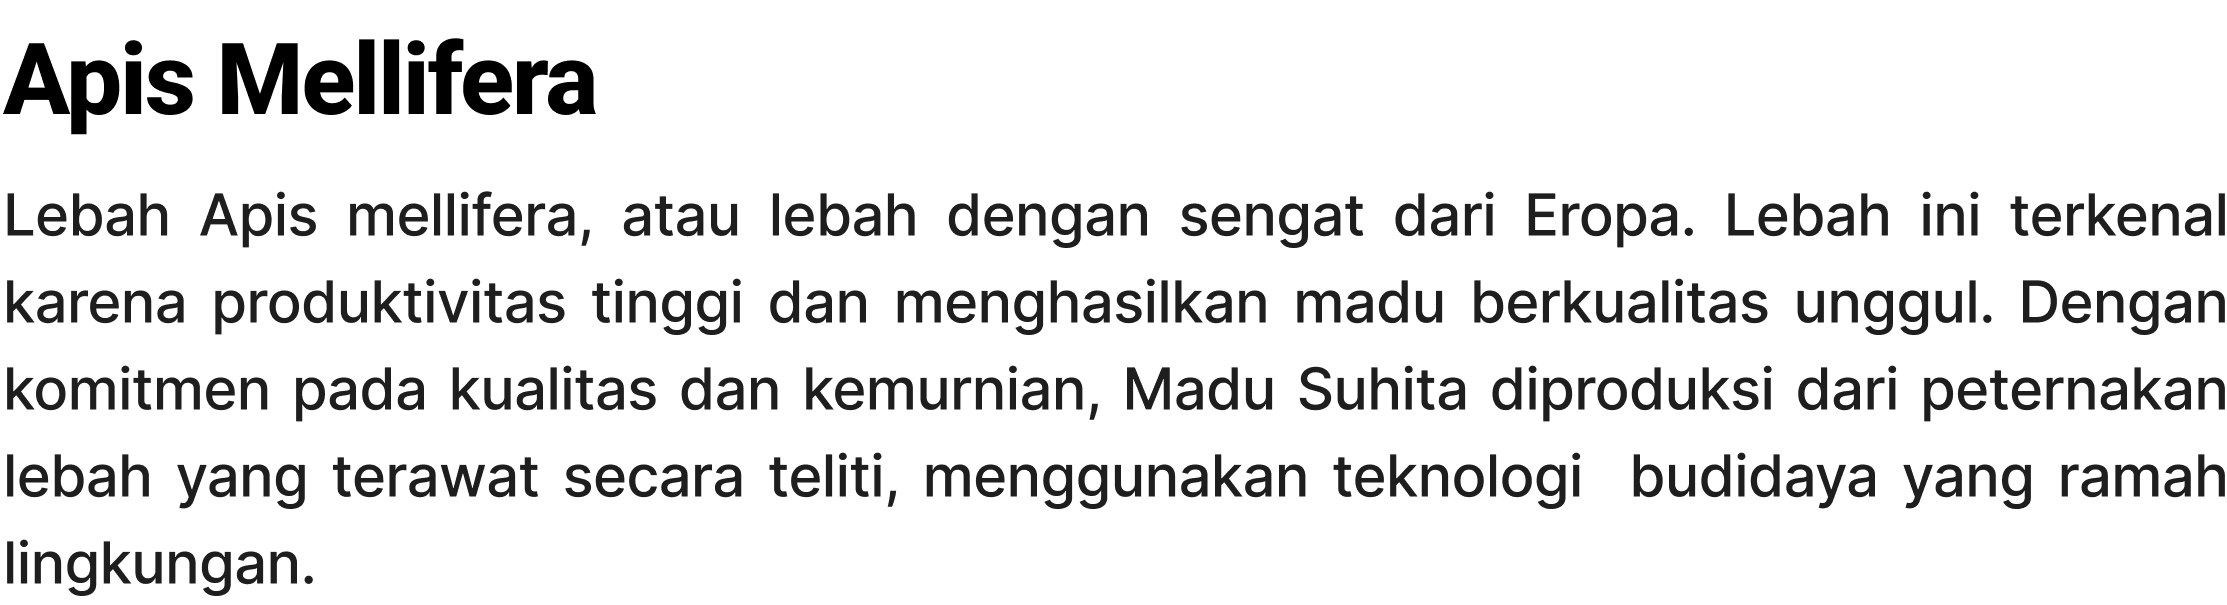 Apis Mellifera
Lebah Apis mellifera, atau lebah dengan sengat dari Eropa. Lebah ini terkenal
karena produktivitas tinggi dan menghasilkan madu berkualitas unggul. Dengan
komitmen pada kualitas dan kemurnian, Madu Suhita diproduksi dari peternakan
lebah yang terawat secara teliti, menggunakan teknologi  budidaya yang ramah
lingkungan.